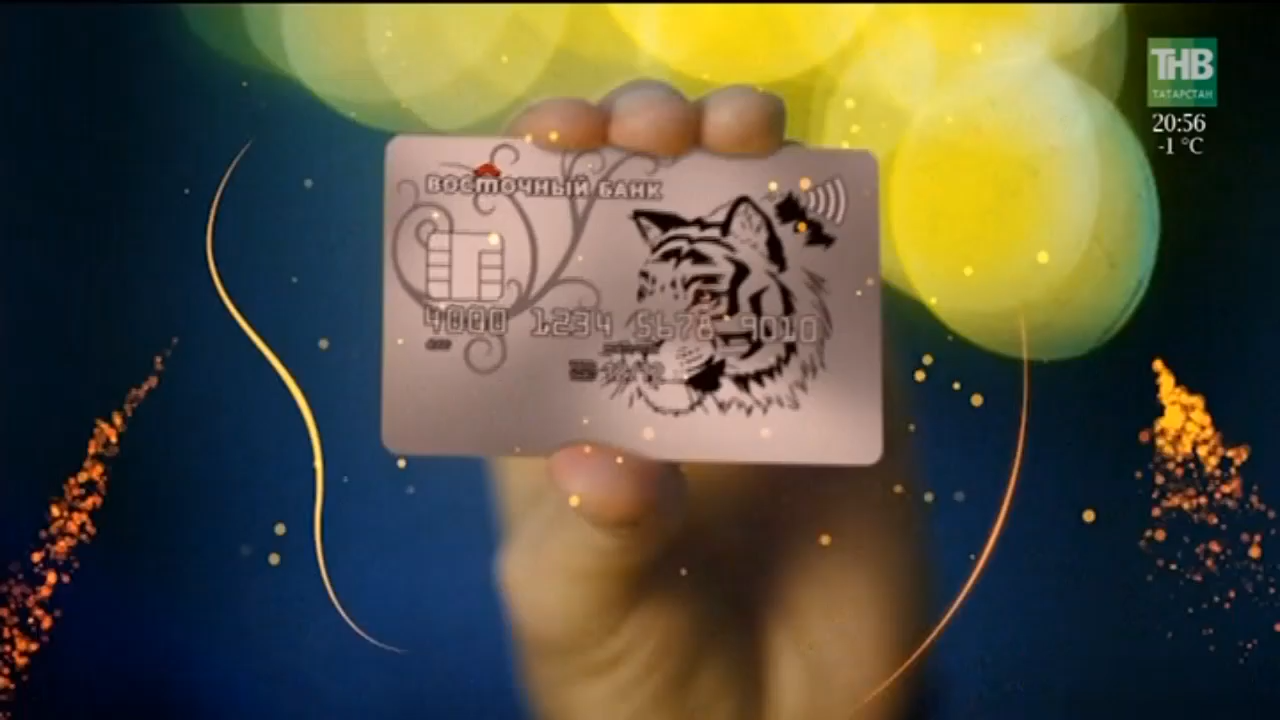 ТНВ
ТАТАРСТАН
20:56
-1 °C
ВОСТОЧНЫЙ БАНК
4000 1234 5678 9010